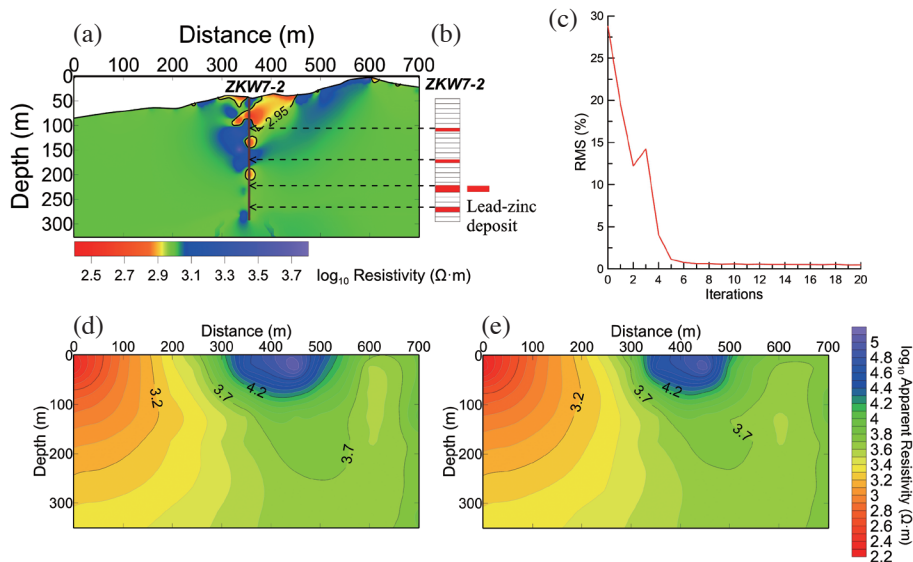 (a)
Distance (m)
(b)
0 100 200 300 400 500 600 700
ZKW7-2
ZKW7-2
Depth (m)
0
50
100
150
200
250
300
2.95
Lead-zinc
deposit
2.5 2.7 2.9 3.1 3.3 3.5 3.7
log10 Resistivity (Ω·m)
(c)
RMS (%)
30
25
20
15
10
5
0
0 2 4 6 8 10 12 14 16 18 20
Iterations
(d)
Distance (m)
0 100 200 300 400 500 600 700
Depth (m)
0
100
200
300
3.2
3.7
4.2
3.7
(e)
Distance (m)
0 100 200 300 400 500 600 700
Depth (m)
0
100
200
300
3.2
3.7
4.2
3.7
5
4.8
4.6
4.4
4.2
4
3.8
3.6
3.4
3.2
3
2.8
2.6
2.4
2.2
log10 Apparent Resistivity (Ω·m)